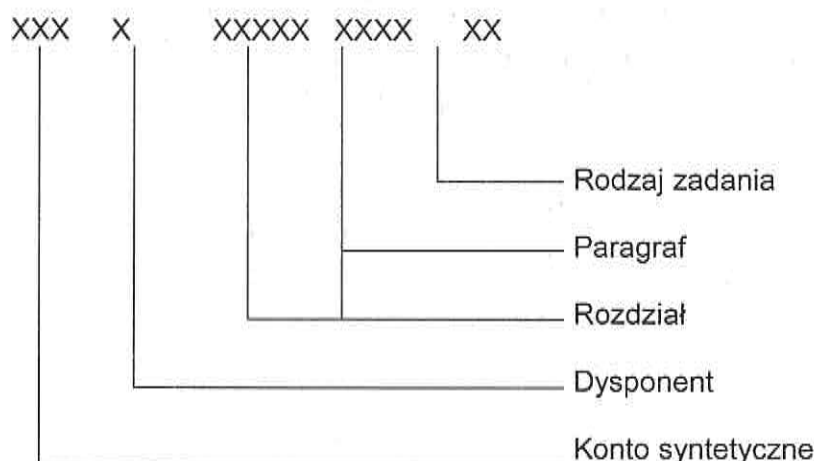 XXX X XXXXX XXXX XX
Rodzaj zadania
Paragraf
Rozdział
Dysponent
Konto syntetyczne